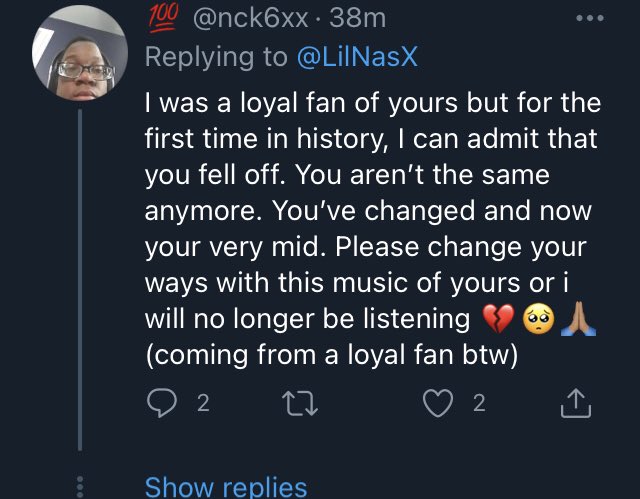 💯 @nck6xx · 38m
Replying to @LilNasX
I was a loyal fan of yours but for the
first time in history, I can admit that
you fell off. You aren’t the same
anymore. You’ve changed and now
your very mid. Please change your
ways with this music of yours or i
will no longer be listening 💔🥺🙏🏽
(coming from a loyal fan btw)
2 2
Show replies